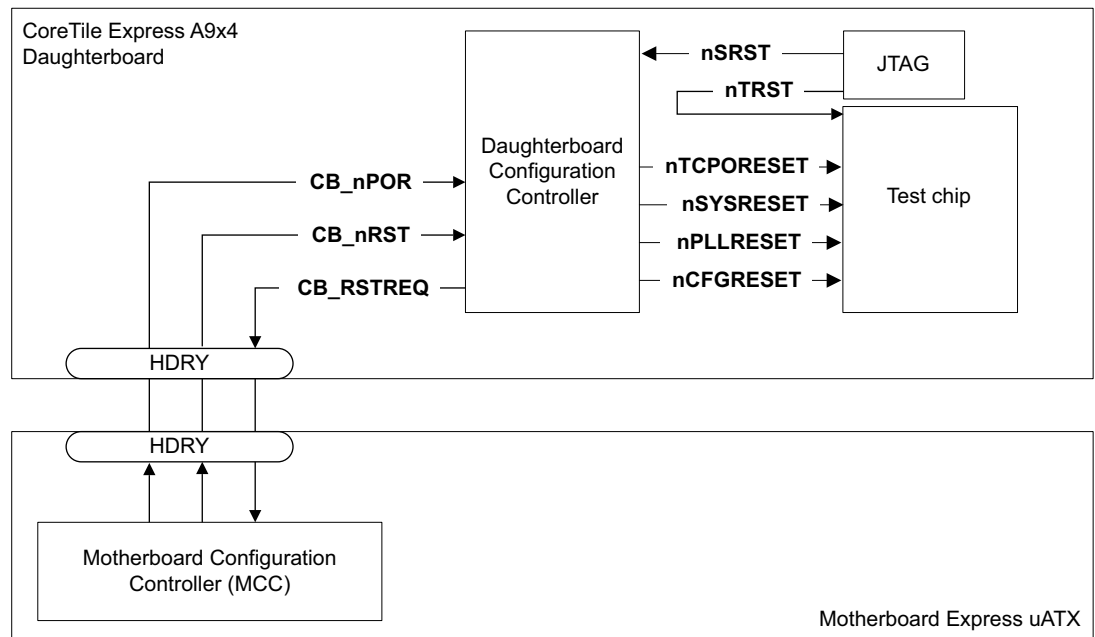 CoreTile Express A9x4
Daughterboard
nSRST
JTAG
nTRST
Daughterboard
Configuration
Controller
nTCPORESET
CB_nPOR
nSYSRESET
Test chip
CB_nRST
nPLLRESET
CB_RSTREQ
nCFGRESET
HDRY
HDRY
Motherboard Configuration
Controller (MCC)
Motherboard Express uATX